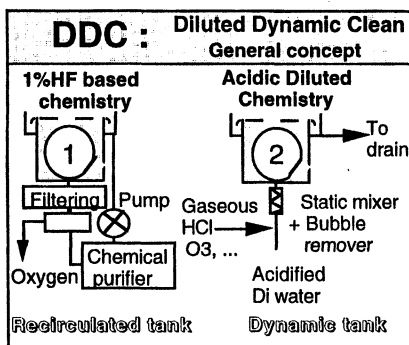 DDC :
Diluted Dynamic Clean
General concept
1%HF based
chemistry
1
Filtering
Pump
Oxygen
Chemical
purifier
Recirculated tank
Acidic Diluted
Chemistry
2
To
drain
Gaseous
HCl
O3, ...
Static mixer
+ Bubble
remover
Acidified
Di water
Dynamic tank